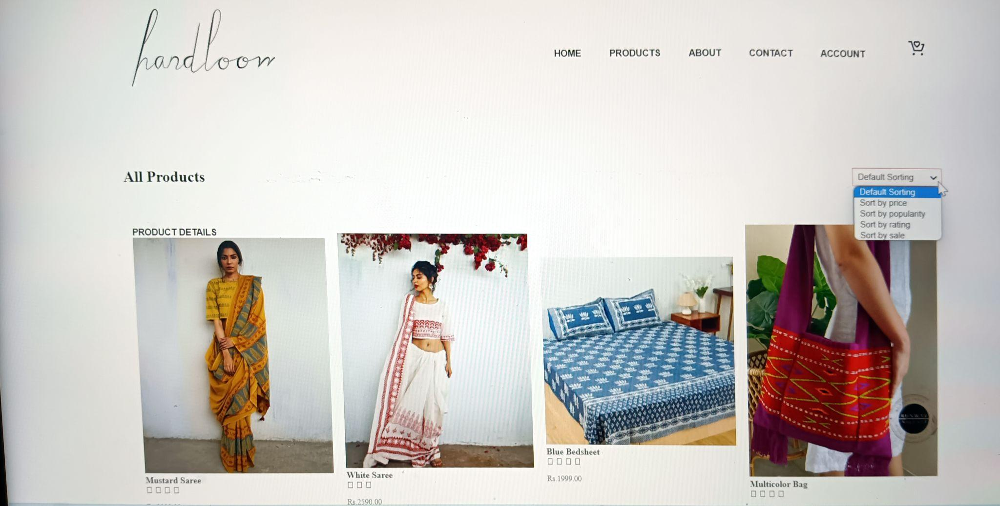 handloom
HOME PRODUCTS ABOUT CONTACT ACCOUNT
All Products
Default Sorting
Default Sorting
Sort by price
Sort by popularity
Sort by rating
Sort by sale
PRODUCT DETAILS
Mustard Saree
White Saree
Rs.2590.00
Blue Bedsheet
Rs.1999.00
Multicolor Bag